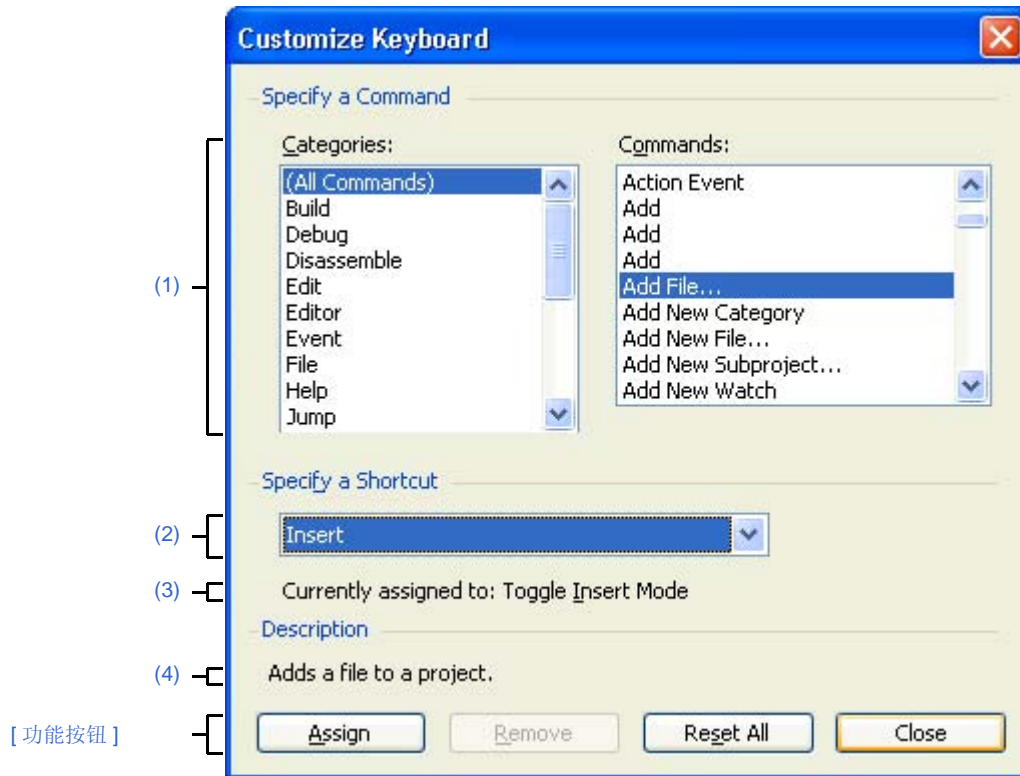 Customize Keyboard
Specify a Command
Categories:
Commands:
(1)
(All Commands)
Build
Debug
Disassemble
Edit
Editor
Event
File
Help
Jump
Action Event
Add
Add
Add
Add File...
Add New Category
Add New File...
Add New Subproject...
Add New Watch
Specify a Shortcut
(2)
Insert
(3)
Currently assigned to: Toggle Insert Mode
Description
(4)
Adds a file to a project.
[ 功能按钮 ]
Assign
Remove
Reset All
Close